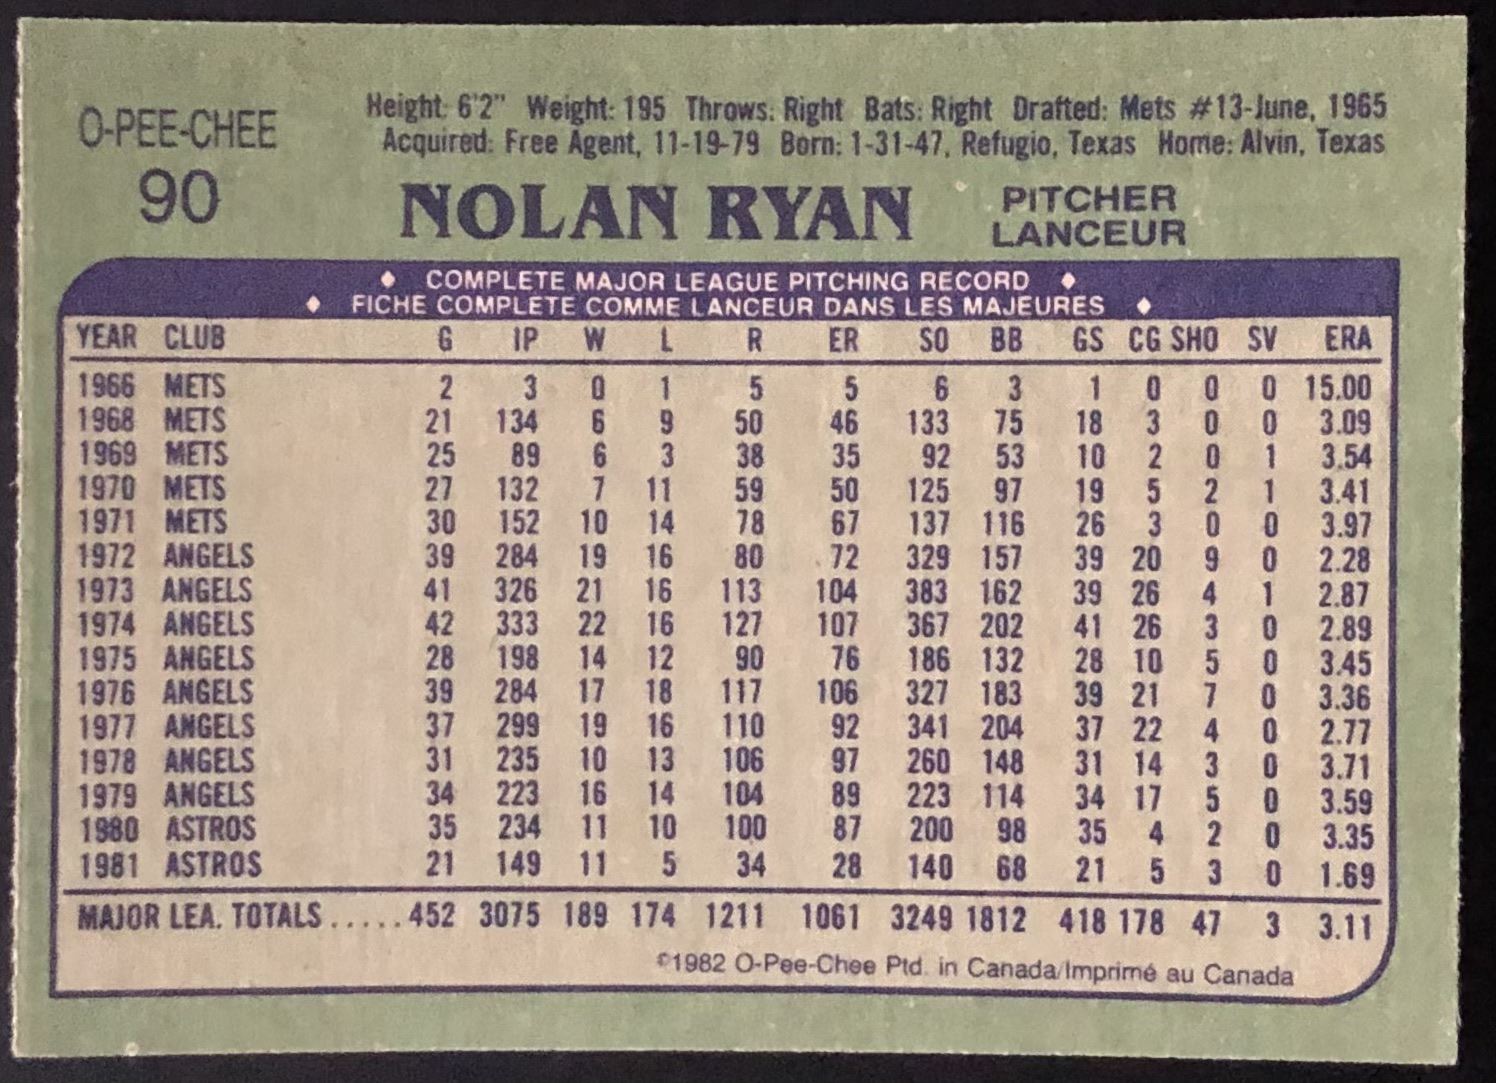 Height: 6'2" Weight: 195 Throws: Right Bats: Right Drafted: Mets #13-June, 1965
Acquired: Free Agent, 11-19-79 Born: 1-31-47, Refugio, Texas Home: Alvin, Texas
O-PEE-CHEE
90
NOLAN RYAN
PITCHER
LANCEUR
♦ COMPLETE MAJOR LEAGUE PITCHING RECORD ♦
♦ FICHE COMPLETE COMME LANCEUR DANS LES MAJEURES ♦
YEAR CLUB G IP W L R ER SO BB GS CG SHO SV ERA
1966 METS 2 3 0 1 5 5 6 3 1 0 0 0 15.00
1968 METS 21 134 6 9 50 46 133 75 18 3 0 0 3.09
1969 METS 25 89 6 3 38 35 92 53 10 2 0 1 3.54
1970 METS 27 132 7 11 59 50 125 97 19 5 2 1 3.41
1971 METS 30 152 10 14 78 67 137 116 26 3 0 0 3.97
1972 ANGELS 39 284 19 16 80 72 329 157 39 20 9 0 2.28
1973 ANGELS 41 326 21 16 113 104 383 162 39 26 4 1 2.87
1974 ANGELS 42 333 22 16 127 107 367 202 41 26 3 0 2.89
1975 ANGELS 28 198 14 12 90 76 186 132 28 10 5 0 3.45
1976 ANGELS 39 284 17 18 117 106 327 183 39 21 7 0 3.36
1977 ANGELS 37 299 19 16 110 92 341 204 37 22 4 0 2.77
1978 ANGELS 31 235 10 13 106 97 260 148 31 14 3 0 3.71
1979 ANGELS 34 223 16 14 104 89 223 114 34 17 5 0 3.59
1980 ASTROS 35 234 11 10 100 87 200 98 35 4 2 0 3.35
1981 ASTROS 21 149 11 5 34 28 140 68 21 5 3 0 1.69
MAJOR LEA. TOTALS.....452 3075 189 174 1211 1061 3249 1812 418 178 47 3 3.11
©1982 O-Pee-Chee Ptd. in Canada/Imprimé au Canada